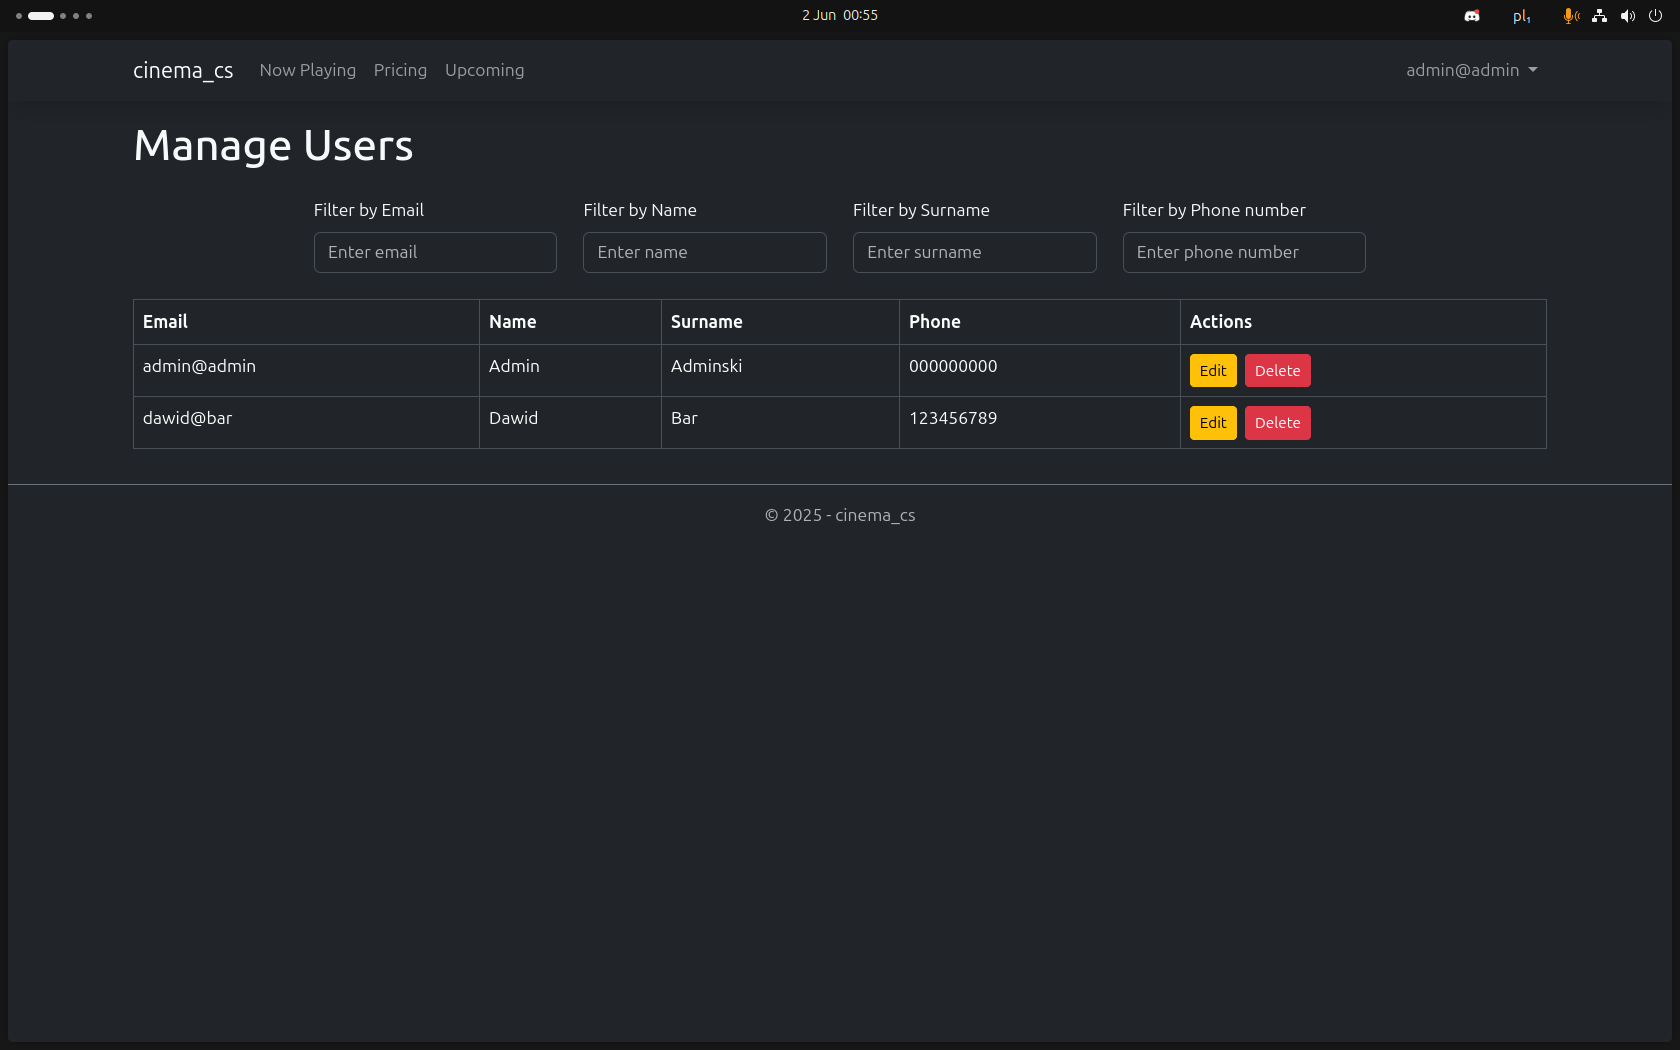 2 Jun 00:55
pl₁
cinema_cs Now Playing Pricing Upcoming admin@admin
Manage Users
Filter by Email Filter by Name Filter by Surname Filter by Phone number
Enter email Enter name Enter surname Enter phone number
Email Name Surname Phone Actions
admin@admin Admin Adminski 000000000 Edit Delete
dawid@bar Dawid Bar 123456789 Edit Delete
© 2025 - cinema_cs